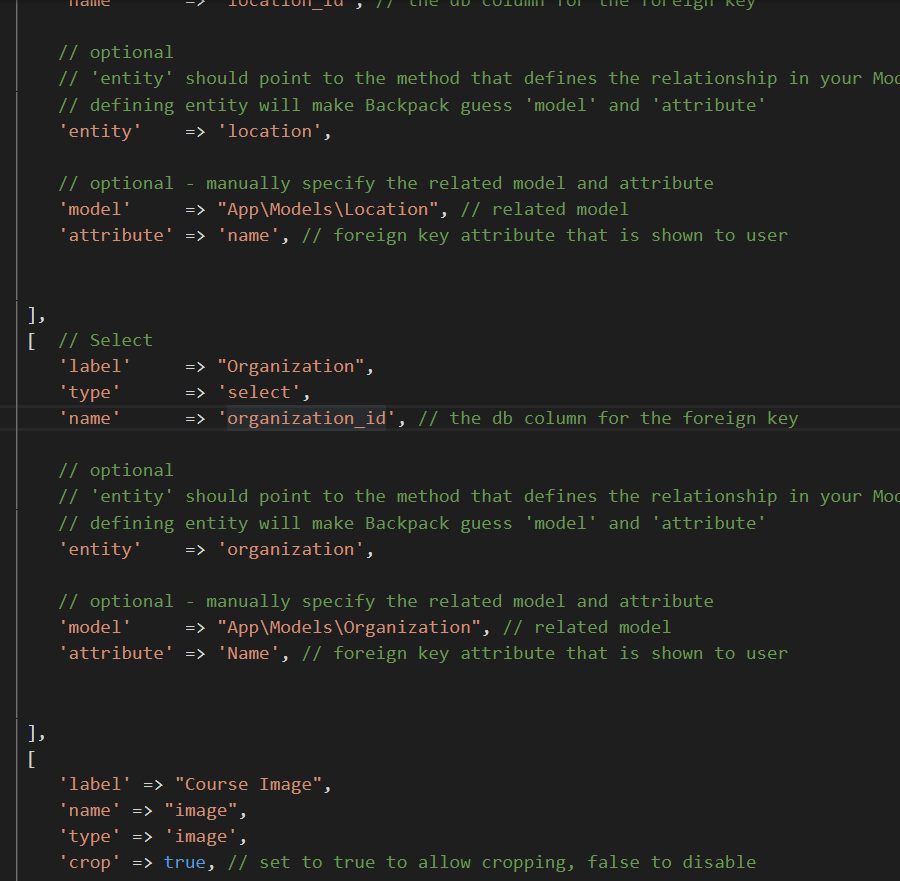 'name'       => 'location_id', // the db column for the foreign key
// optional
// 'entity' should point to the method that defines the relationship in your
// defining entity will make Backpack guess 'model' and 'attribute'
'entity'    => 'location',
// optional - manually specify the related model and attribute
'model'     => "App\Models\Location", // related model
'attribute' => 'name', // foreign key attribute that is shown to user
],
[  // Select
'label'     => "Organization",
'type'      => 'select',
'name'      => 'organization_id', // the db column for the foreign key
// optional
// 'entity' should point to the method that defines the relationship in your
// defining entity will make Backpack guess 'model' and 'attribute'
'entity'    => 'organization',
// optional - manually specify the related model and attribute
'model'     => "App\Models\Organization", // related model
'attribute' => 'Name', // foreign key attribute that is shown to user
],
[
'label' => "Course Image",
'name' => "image",
'type' => 'image',
'crop' => true, // set to true to allow cropping, false to disable